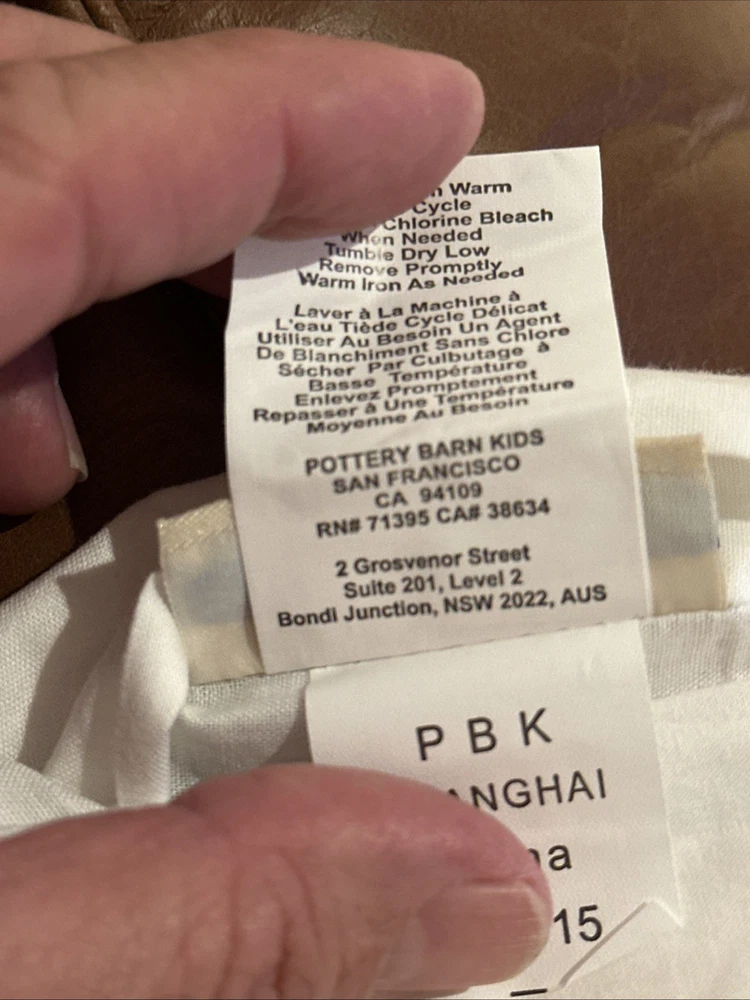 Warm
Cycle
Chlorine Bleach
When Needed
Tumble Dry Low
Remove Promptly
Warm Iron As Needed
Laver à La Machine à
L'eau Tiède Cycle Délicat
Utiliser Au Besoin Un Agent
De Blanchiment Sans Chlore
Sécher Par Culbutage à
Basse Température
Enlevez Promptement
Repasser à Une Température
Moyenne Au Besoin
POTTERY BARN KIDS
SAN FRANCISCO
CA 94109
RN# 71395 CA# 38634
2 Grosvenor Street
Suite 201, Level 2
Bondi Junction, NSW 2022, AUS
P B K
15